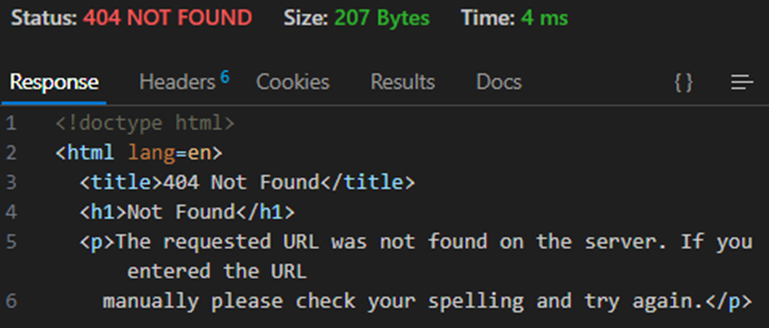 Status: 404 NOT FOUND Size: 207 Bytes Time: 4 ms
Response Headers 6 Cookies Results Docs {}
1 <!doctype html>
2 <html lang=en>
3 <title>404 Not Found</title>
4 <h1>Not Found</h1>
5 <p>The requested URL was not found on the server. If you
entered the URL
6 manually please check your spelling and try again.</p>